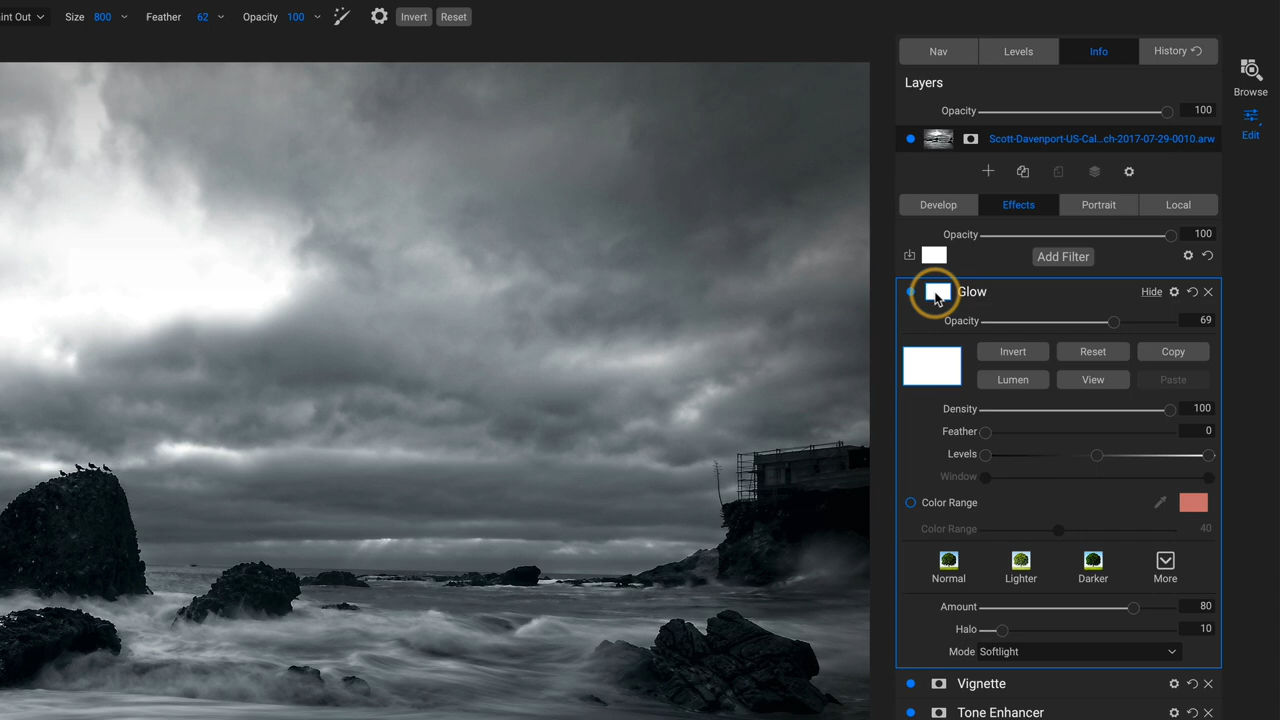 int Out Size 800 Feather 62 Opacity 100 Invert Reset
Nav Levels Info History
Browse
Edit
Layers
Opacity 100
Scott-Davenport-US-Cal...ch-2017-07-29-0010.arw
Develop Effects Portrait Local
Opacity 100
Add Filter
Glow Hide
Opacity 69
Invert Reset Copy
Lumen View Paste
Density 100
Feather 0
Levels
Window
Color Range
Color Range 40
Normal Lighter Darker More
Amount 80
Halo 10
Mode Softlight
Vignette
Tone Enhancer